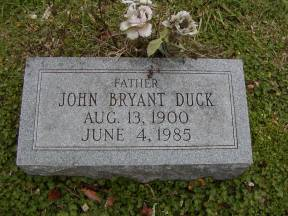 FATHER
JOHN BRYANT DUCK
AUG. 13, 1900
JUNE 4, 1985